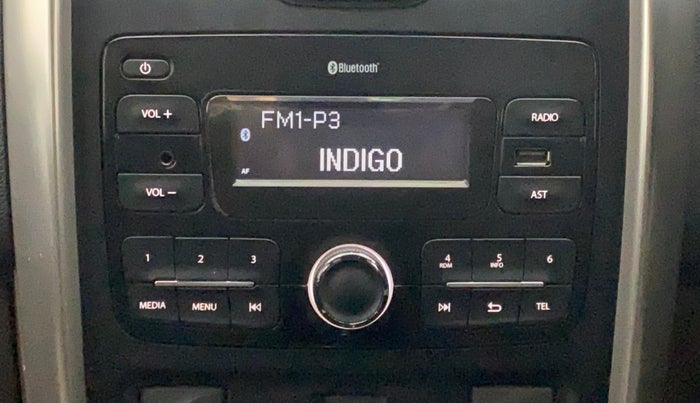 Bluetooth
VOL +
FM1-P3
RADIO
AF
INDIGO
VOL −
AST
1 2 3
4 5 6
RDM INFO
MEDIA MENU
TEL